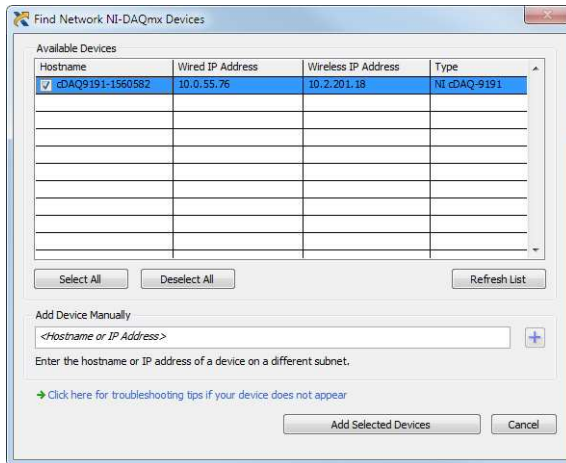 Find Network NI-DAQmx Devices
Available Devices
Hostname Wired IP Address Wireless IP Address Type
cDAQ9191-1560582 10.0.55.76 10.2.201.18 NI cDAQ-9191
Select All Deselect All Refresh List
Add Device Manually
<Hostname or IP Address>
Enter the hostname or IP address of a device on a different subnet.
Click here for troubleshooting tips if your device does not appear
Add Selected Devices Cancel